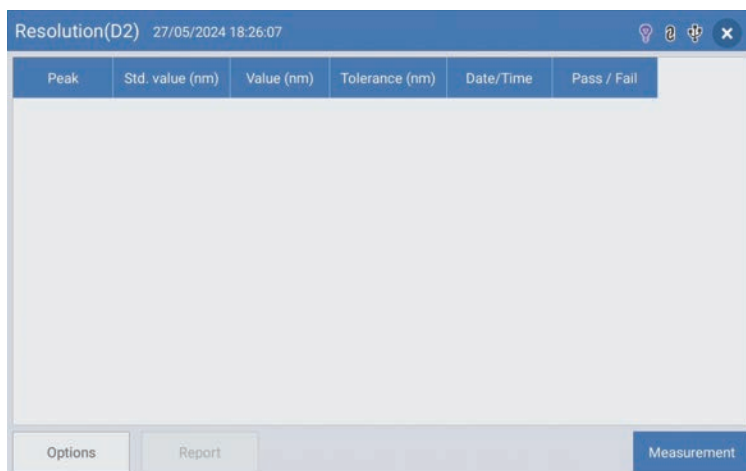 Resolution(D2) 27/05/2024 18:26:07
Peak Std. value (nm) Value (nm) Tolerance (nm) Date/Time Pass / Fail
Options Report Measurement